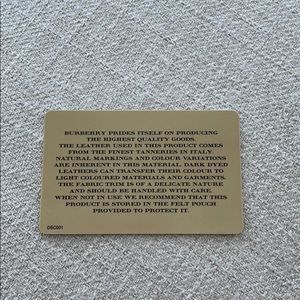 BURBERRY PRIDES ITSELF ON PRODUCING
THE HIGHEST QUALITY GOODS.
THE LEATHER USED IN THIS PRODUCT COMES
FROM THE FINEST TANNERIES IN ITALY.
NATURAL MARKINGS AND COLOUR VARIATIONS
ARE INHERENT IN THIS MATERIAL. DARK DYED
LEATHERS CAN TRANSFER THEIR COLOUR TO
LIGHT COLOURED MATERIALS AND GARMENTS.
THE FABRIC TRIM IS OF A DELICATE NATURE
AND SHOULD BE HANDLED WITH CARE.
WHEN NOT IN USE WE RECOMMEND THAT THIS
PRODUCT IS STORED IN THE FELT POUCH
PROVIDED TO PROTECT IT.
DSC001